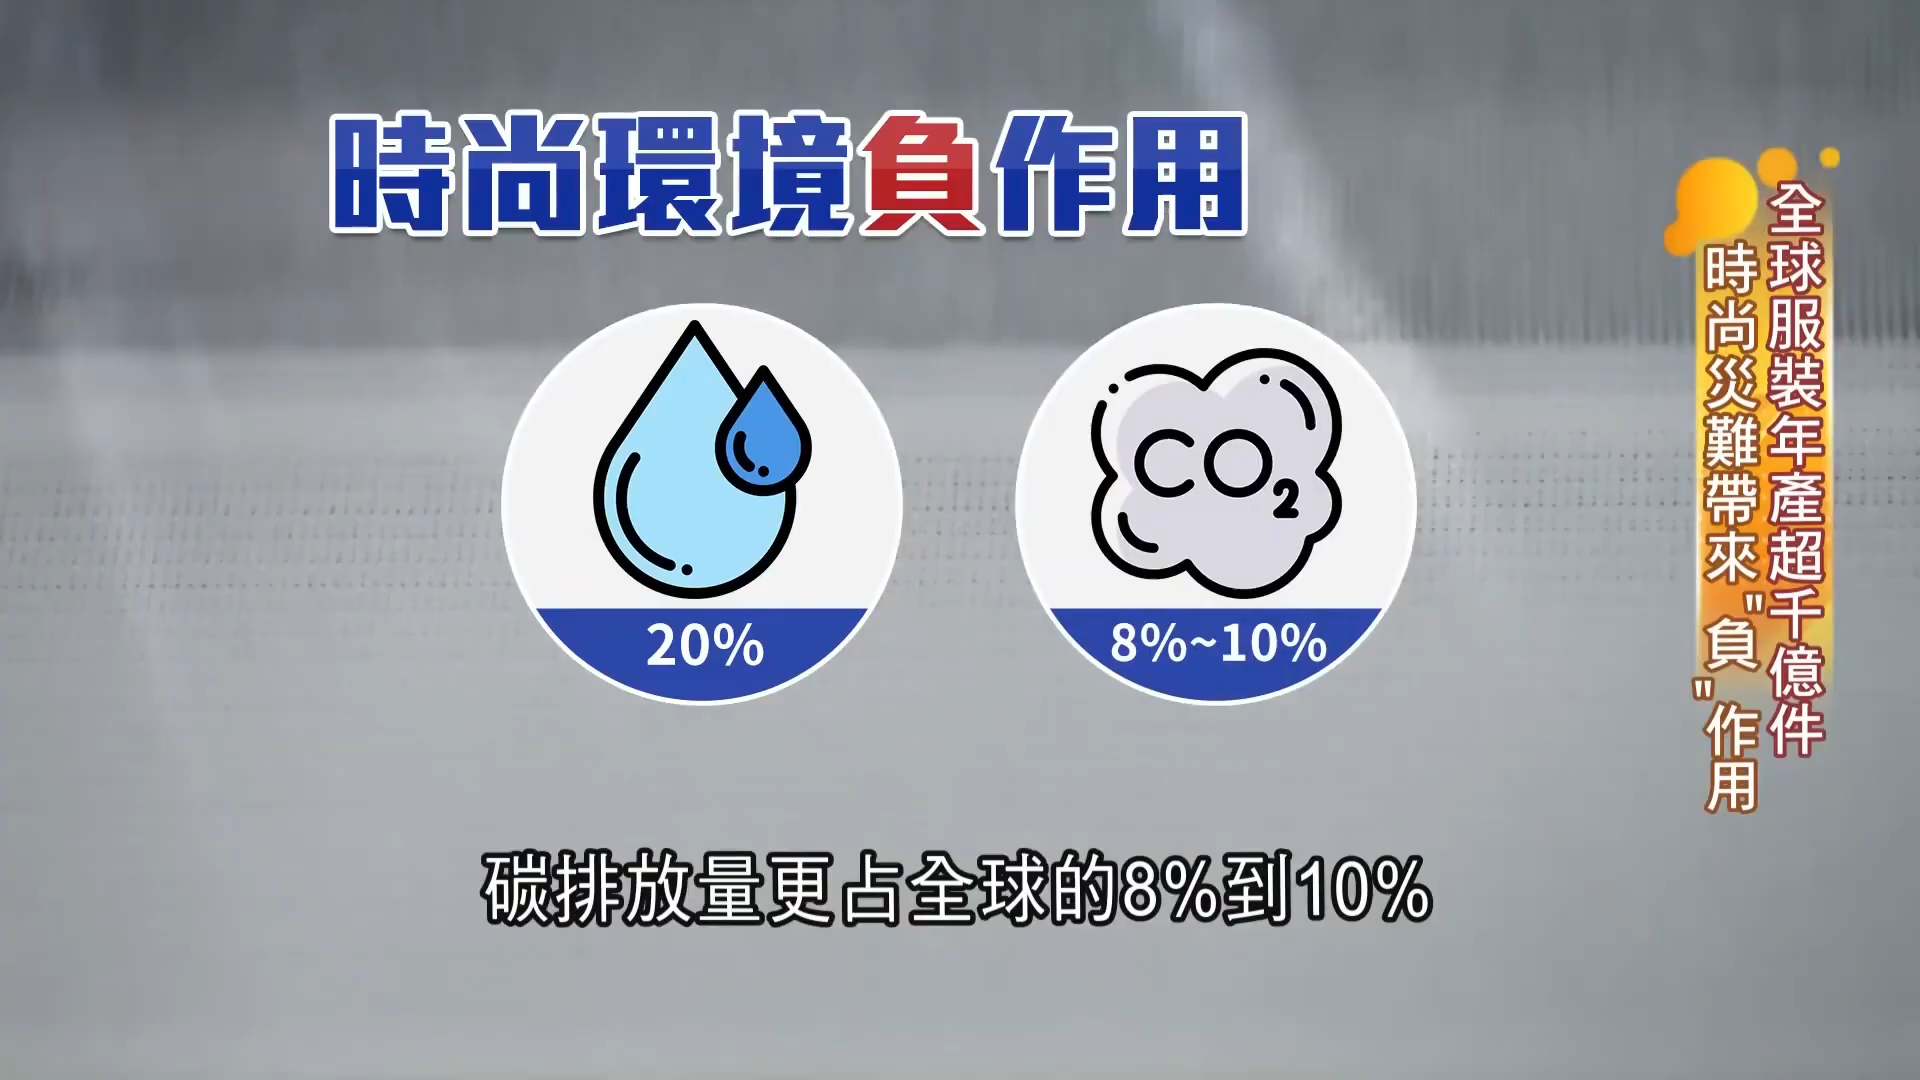 時尚環境負作用
CO2
20%
8%~10%
全球服裝年產超千億件
時尚災難帶來"負"作用
碳排放量更占全球的8%到10%